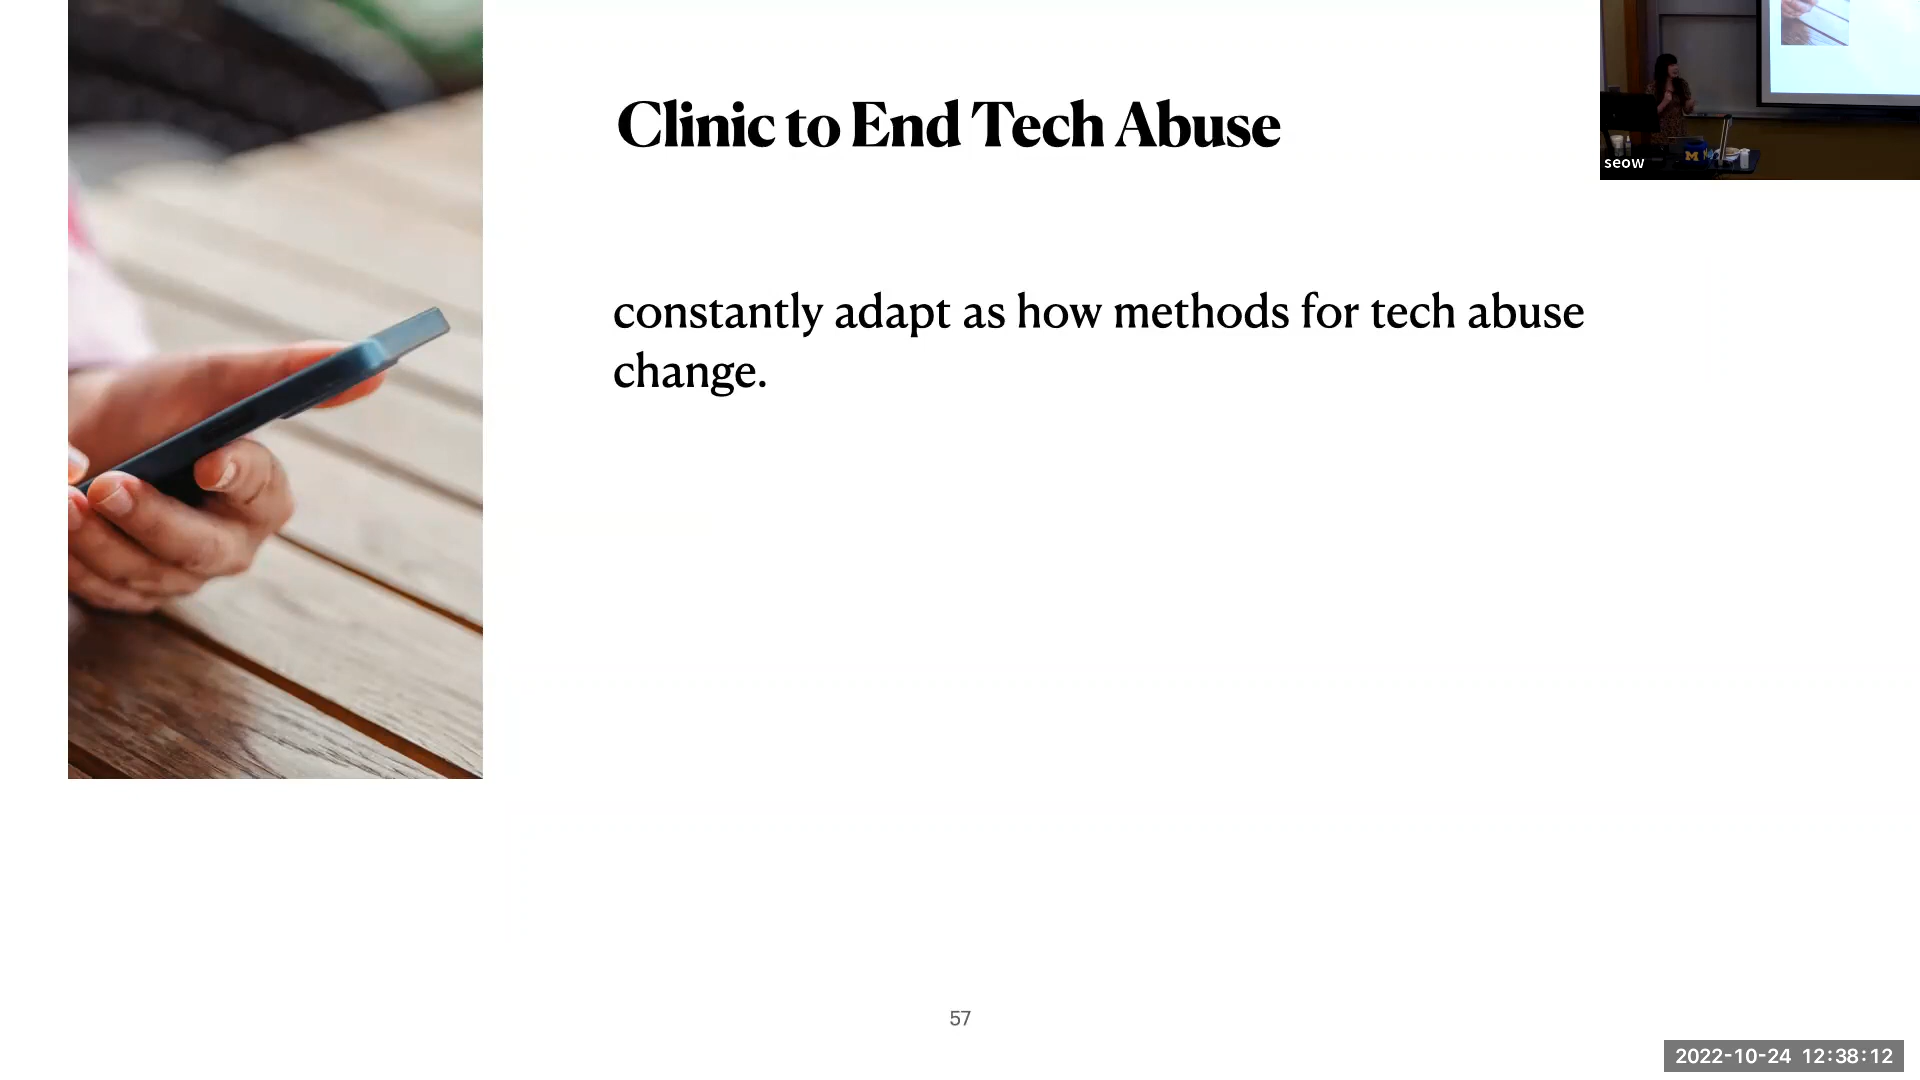 Clinic to End Tech Abuse
seow
constantly adapt as how methods for tech abuse
change.
57
2022-10-24 12:38:12
M